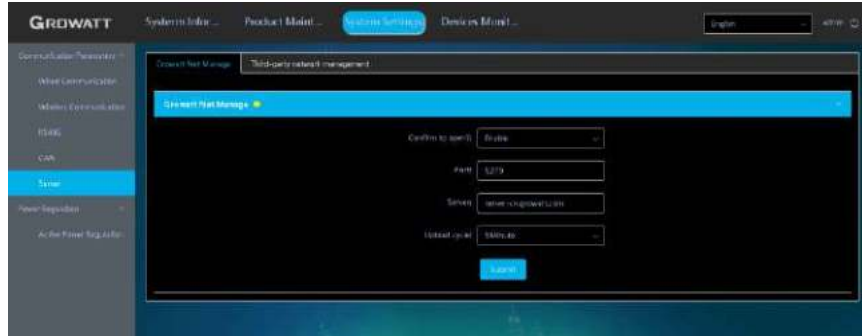 GROWATT
System Infor...
Product Maint...
System Settings
Devices Monit...
English
admin
Communication Parameters
Wired Communication
Wireless Communication
RS485
CAN
Server
Power Regulation
Active Power Regulation
Growatt Net Manage
Third-party network management
Growatt Net Manage
Confirm to open
Enable
Port
5279
Server
Upload cycle
5Minute
Submit